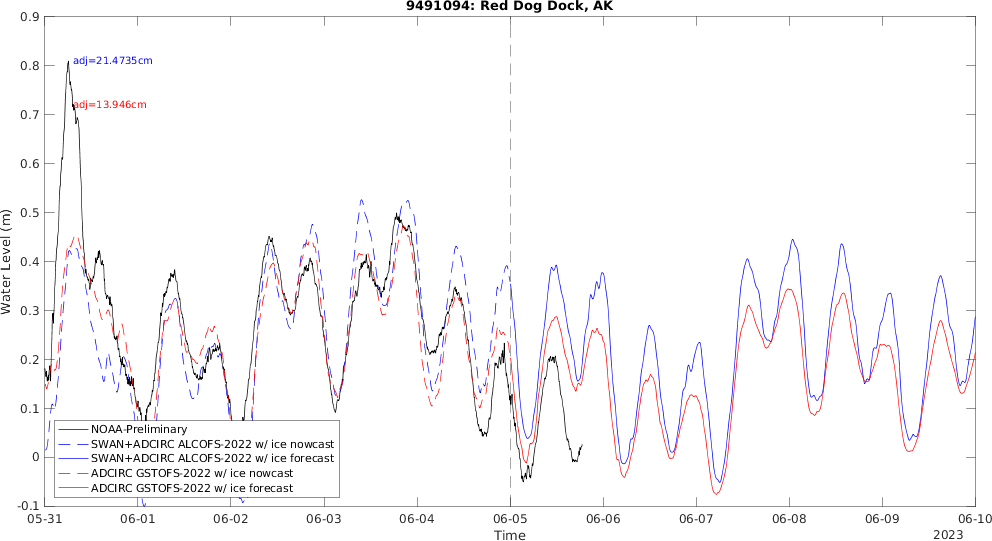 9491094: Red Dog Dock, AK
0.9
0.8
adj=21.4735cm
adj=13.946cm
0.7
0.6
0.5
0.4
Water Level (m)
0.3
0.2
0.1
0
-0.1
NOAA-Preliminary
SWAN+ADCIRC ALCOFS-2022 w/ ice nowcast
SWAN+ADCIRC ALCOFS-2022 w/ ice forecast
ADCIRC GSTOFS-2022 w/ ice nowcast
ADCIRC GSTOFS-2022 w/ ice forecast
05-31 06-01 06-02 06-03 06-04 06-05 06-06 06-07 06-08 06-09 06-10
Time
2023